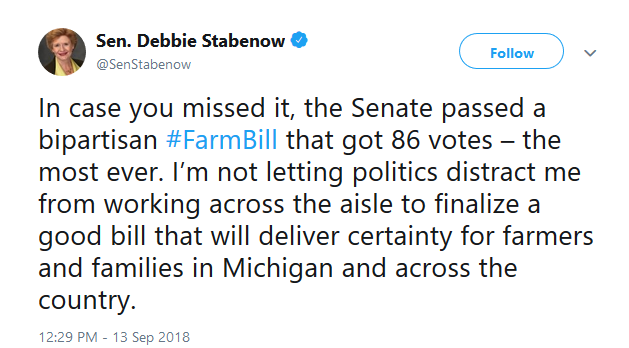 Sen. Debbie Stabenow
@SenStabenow
Follow
In case you missed it, the Senate passed a
bipartisan #FarmBill that got 86 votes – the
most ever. I’m not letting politics distract me
from working across the aisle to finalize a
good bill that will deliver certainty for farmers
and families in Michigan and across the
country.
12:29 PM - 13 Sep 2018